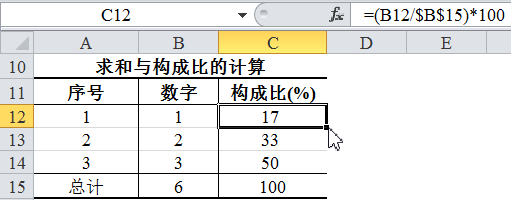 C12 fx =(B12/$B$15)*100
A B C D E
10 求和与构成比的计算
11 序号 数字 构成比(%)
12 1 1 17
13 2 2 33
14 3 3 50
15 总计 6 100